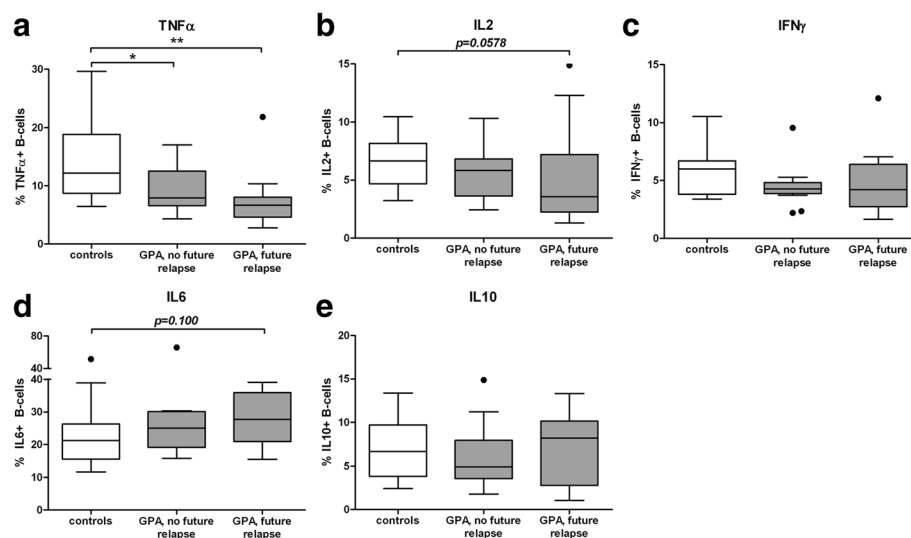 a
TNFα
**
*
% TNFα+ B-cells
30
20
10
0
controls
GPA, no future
relapse
GPA, future
relapse
b
IL2
p=0.0578
% IL2+ B-cells
15
10
5
0
controls
GPA, no future
relapse
GPA, future
relapse
c
IFNγ
% IFNγ+ B-cells
15
10
5
0
controls
GPA, no future
relapse
GPA, future
relapse
d
IL6
p=0.100
% IL6+ B-cells
80
40
40
30
20
10
0
controls
GPA, no future
relapse
GPA, future
relapse
e
IL10
% IL10+ B-cells
20
15
10
5
0
controls
GPA, no future
relapse
GPA, future
relapse